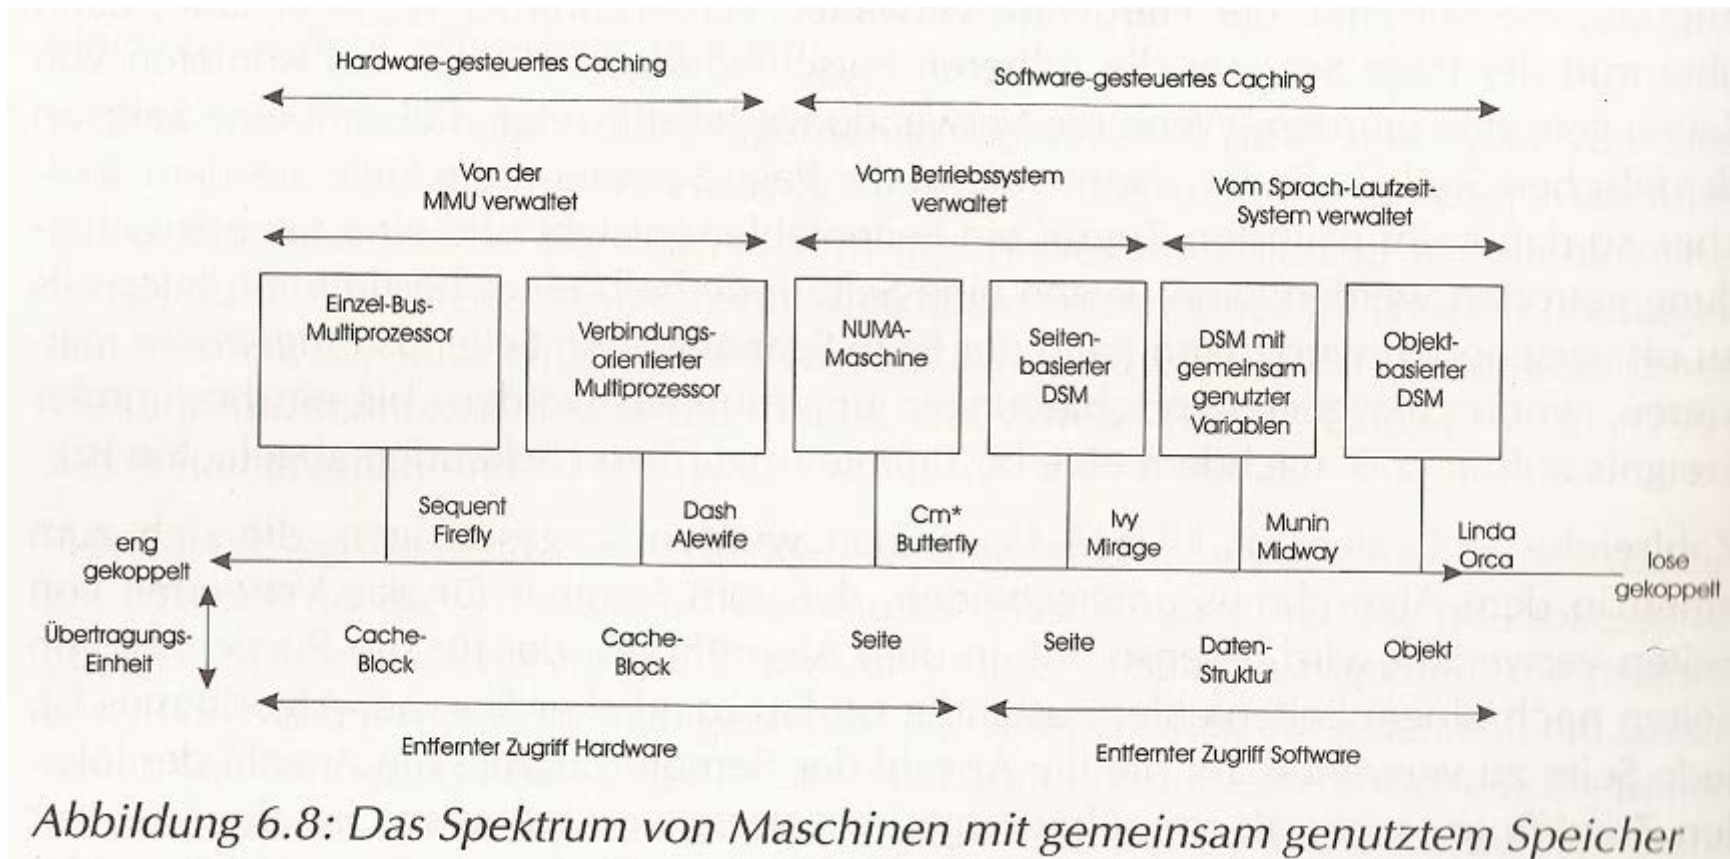 Hardware-gesteuertes Caching
Software-gesteuertes Caching
Von der
MMU verwaltet
Vom Betriebssystem
verwaltet
Vom Sprach-Laufzeit-
System verwaltet
Einzel-Bus-
Multiprozessor
Verbindungs-
orientierter
Multiprozessor
NUMA-
Maschine
Seiten-
basierter
DSM
DSM mit
gemeinsam
genutzter
Variablen
Objekt-
basierter
DSM
Sequent
Firefly
Dash
Alewife
Cm*
Butterfly
Ivy
Mirage
Munin
Midway
Linda
Orca
eng
gekoppelt
lose
gekoppelt
Übertragungs-
Einheit
Cache-
Block
Cache-
Block
Seite
Seite
Daten-
Struktur
Objekt
Entfernter Zugriff Hardware
Entfernter Zugriff Software
Abbildung 6.8: Das Spektrum von Maschinen mit gemeinsam genutztem Speicher